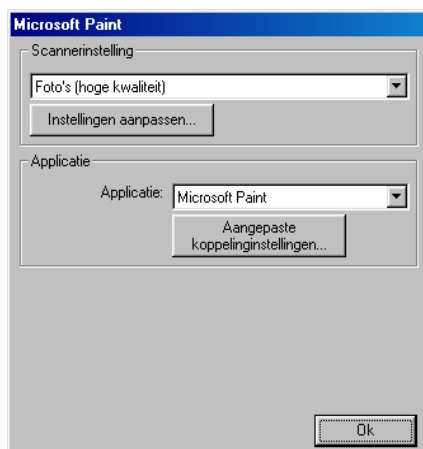 Microsoft Paint
Scannerinstelling
Foto's (hoge kwaliteit)
Instellingen aanpassen...
Applicatie
Applicatie: Microsoft Paint
Aangepaste
koppelinginstellingen...
Ok